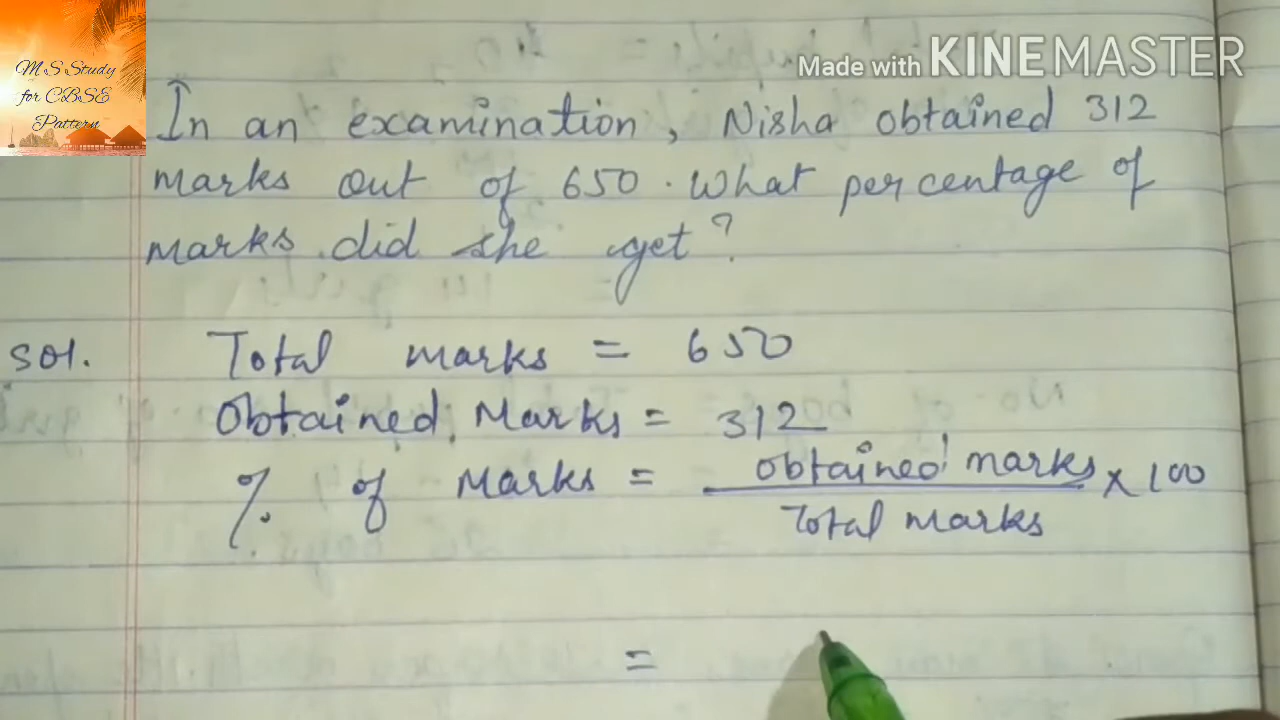 M.S Study
for CBSE
Pattern
Made with KINEMASTER
In an examination, Nisha obtained 312
marks out of 650. What percentage of
marks did she get?
Sol. Total marks = 650
Obtained Marks = 312
% of Marks = obtained marks / Total marks × 100
=